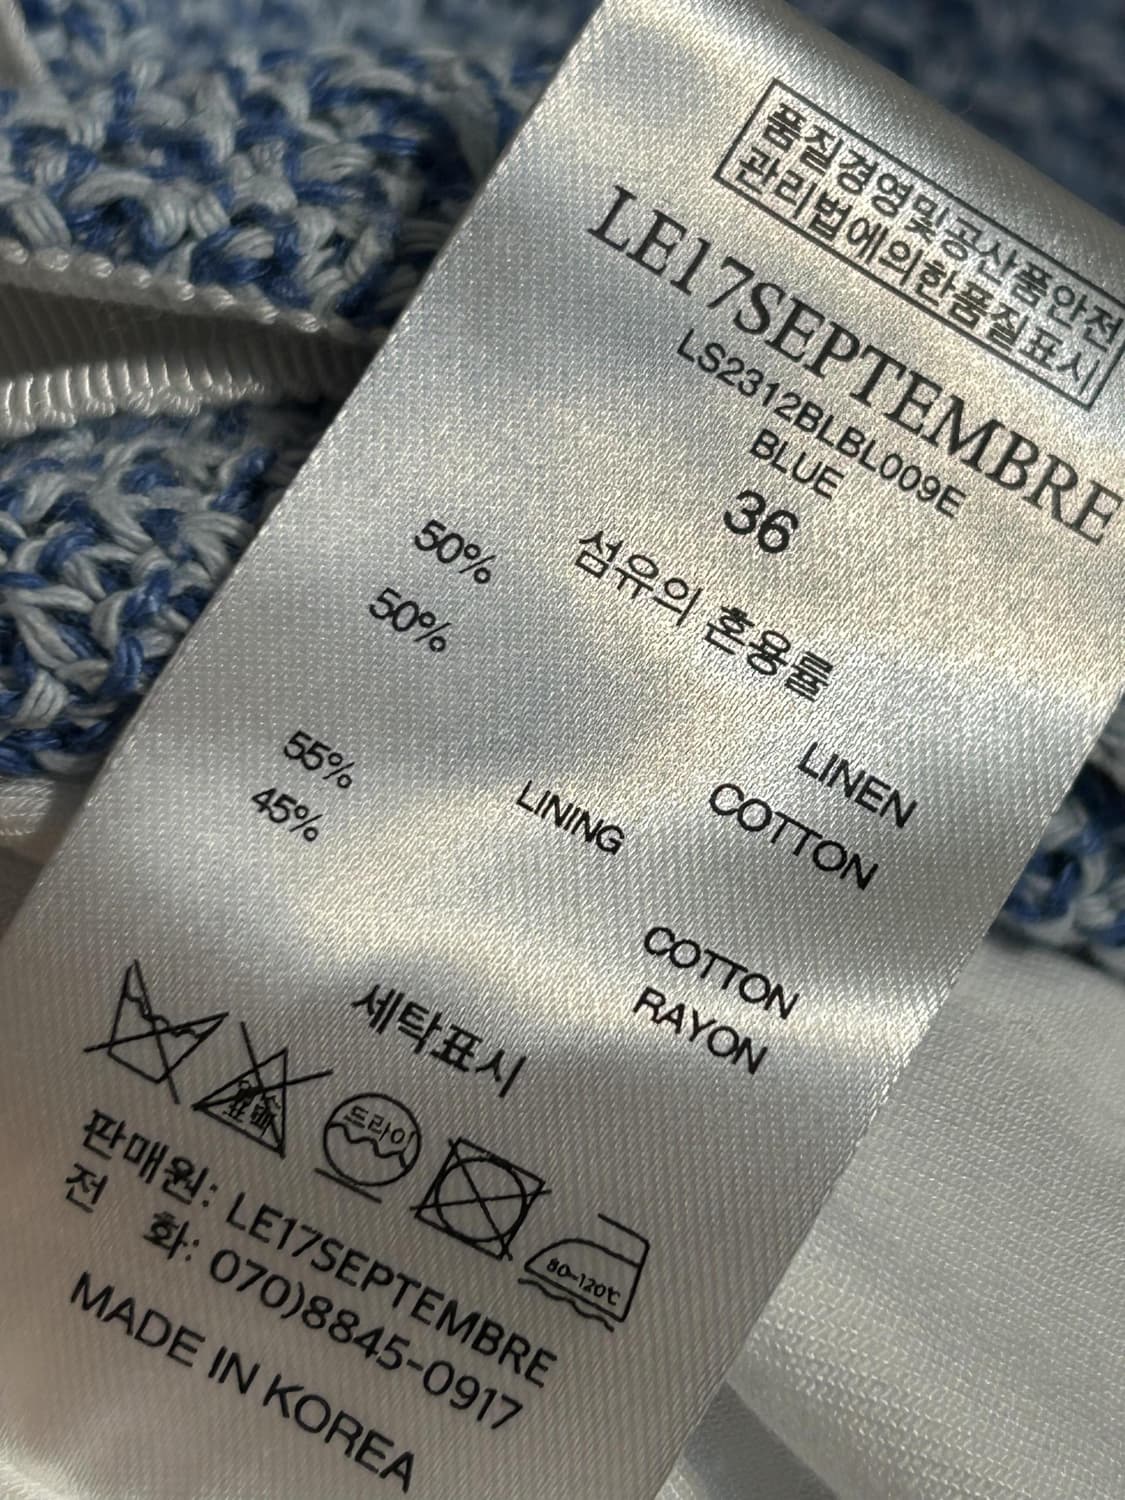 품질경영및공산품안전
관리법에의한품질표시
LE17SEPTEMBRE
LS2312BLBL009E
BLUE
36
섬유의 혼용률
50% LINEN
50% COTTON
LINING
55% COTTON
45% RAYON
세탁표시
드라이
80-120℃
판매원: LE17SEPTEMBRE
전 화: 070)8845-0917
MADE IN KOREA